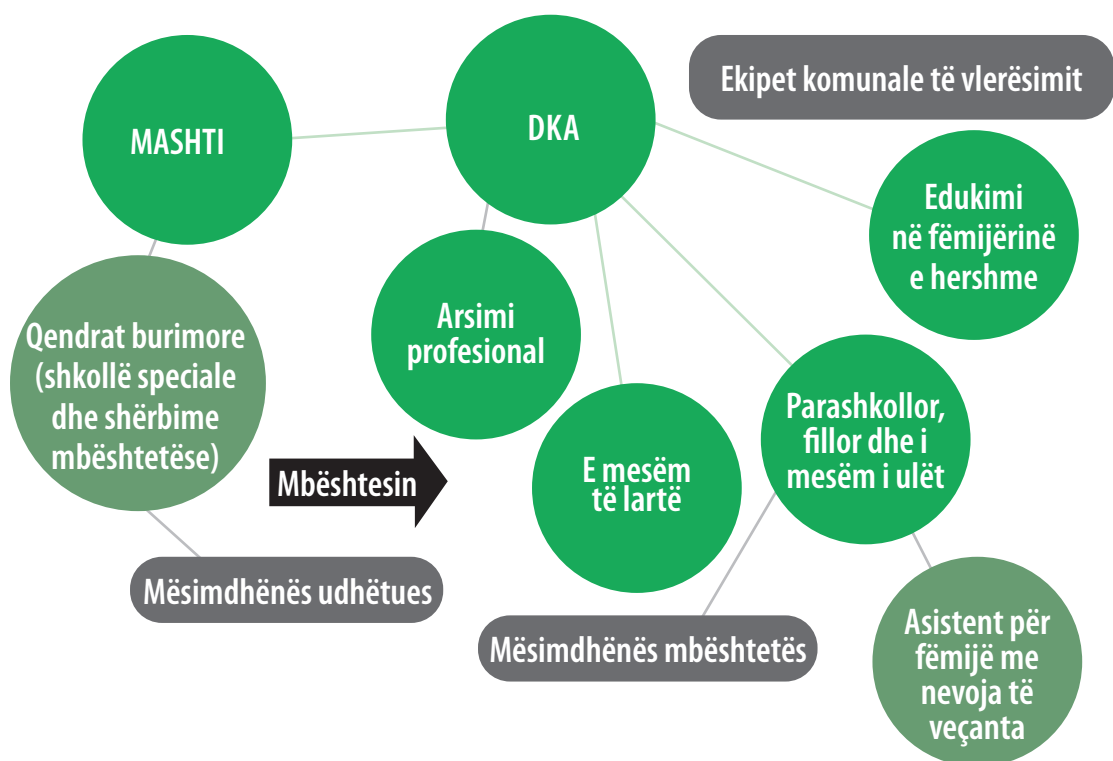 MASHTI
DKA
Ekipet komunale të vlerësimit
Edukimi
në fëmijërinë
e hershme
Qendrat burimore
(shkollë speciale
dhe shërbime
mbështetëse)
Arsimi
profesional
Mbështesin
E mesëm
të lartë
Parashkollor,
fillor dhe i
mesëm i ulët
Mësimdhënës udhëtues
Mësimdhënës mbështetës
Asistent për
fëmijë me
nevoja të
veçanta